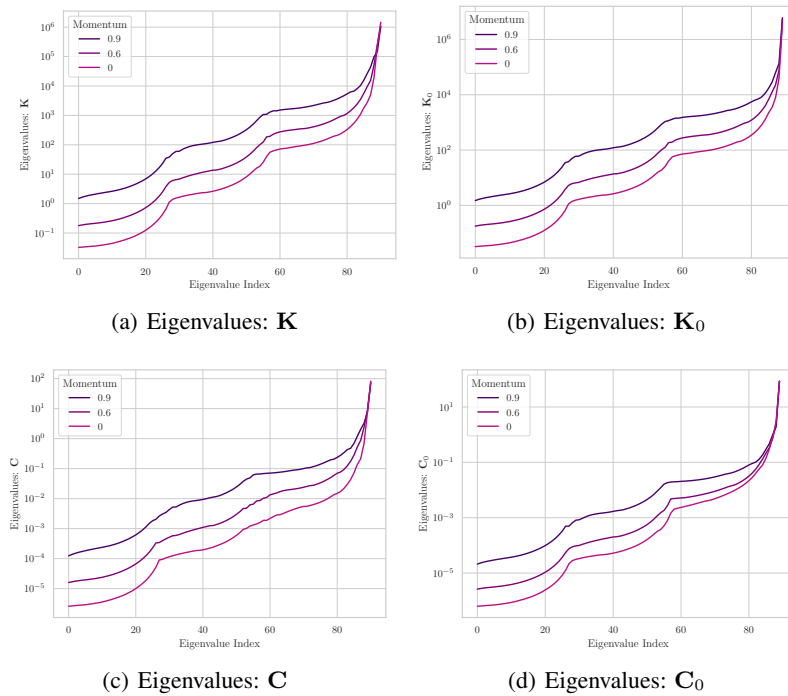 Momentum
0.9
0.6
0
10^6
10^5
10^4
10^3
10^2
10^1
10^0
10^-1
Eigenvalues: K
0 20 40 60 80
Eigenvalue Index
(a) Eigenvalues: K
Momentum
0.9
0.6
0
10^6
10^4
10^2
10^0
Eigenvalues: K_0
0 20 40 60 80
Eigenvalue Index
(b) Eigenvalues: K_0
Momentum
0.9
0.6
0
10^2
10^1
10^0
10^-1
10^-2
10^-3
10^-4
10^-5
Eigenvalues: C
0 20 40 60 80
Eigenvalue Index
(c) Eigenvalues: C
Momentum
0.9
0.6
0
10^1
10^-1
10^-3
10^-5
Eigenvalues: C_0
0 20 40 60 80
Eigenvalue Index
(d) Eigenvalues: C_0